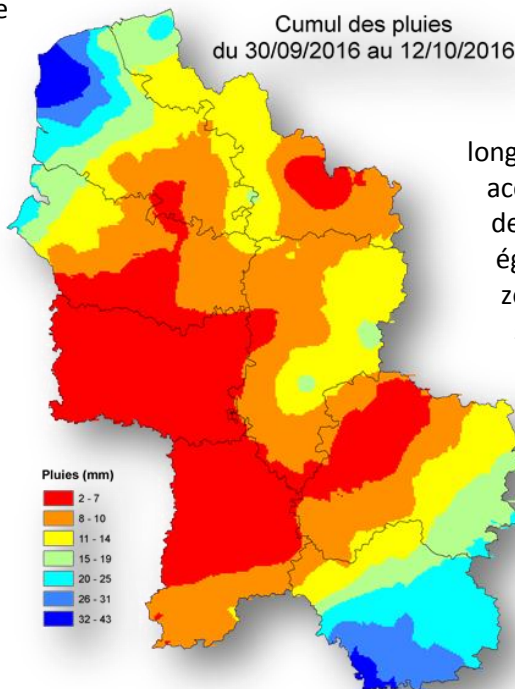 e
Cumul des pluies
du 30/09/2016 au 12/10/2016
long
acc
de
ég
z
Pluies (mm)
2 - 7
8 - 10
11 - 14
15 - 19
20 - 25
26 - 31
32 - 43